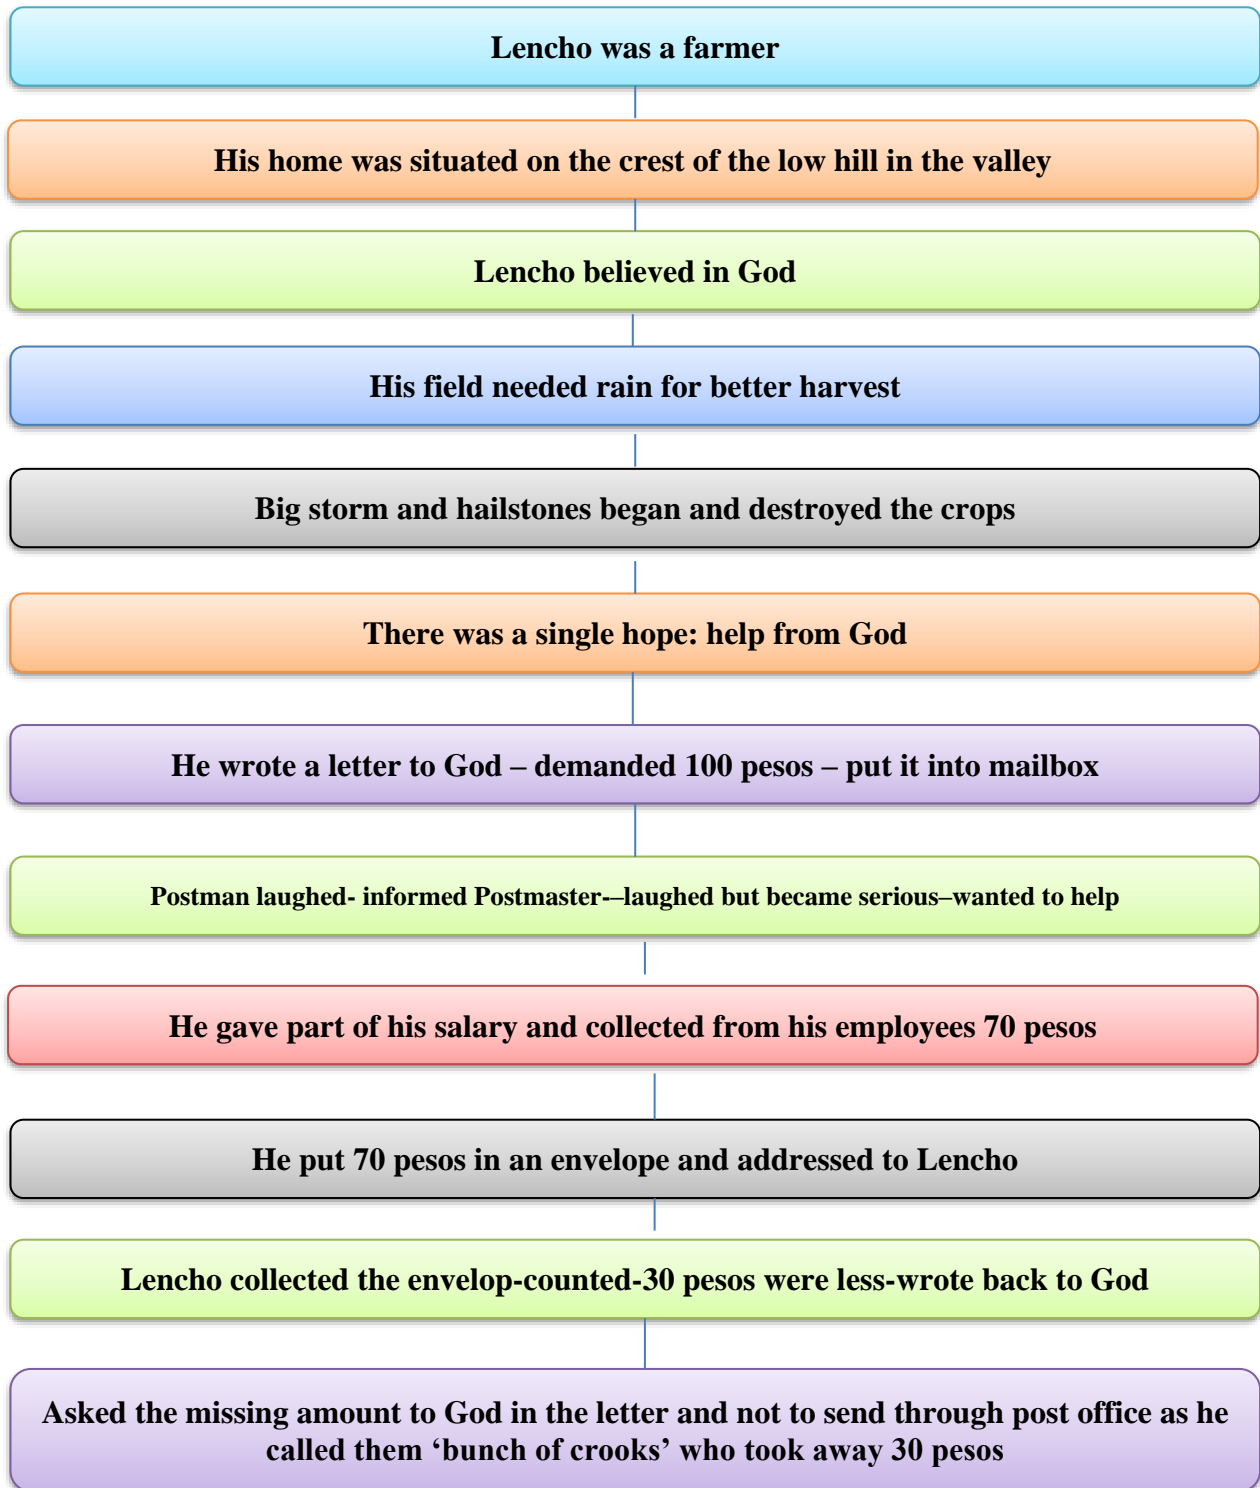 Lencho was a farmer
His home was situated on the crest of the low hill in the valley
Lencho believed in God
His field needed rain for better harvest
Big storm and hailstones began and destroyed the crops
There was a single hope: help from God
He wrote a letter to God – demanded 100 pesos – put it into mailbox
Postman laughed- informed Postmaster-–laughed but became serious–wanted to help
He gave part of his salary and collected from his employees 70 pesos
He put 70 pesos in an envelope and addressed to Lencho
Lencho collected the envelop-counted-30 pesos were less-wrote back to God
Asked the missing amount to God in the letter and not to send through post office as he
called them ‘bunch of crooks’ who took away 30 pesos